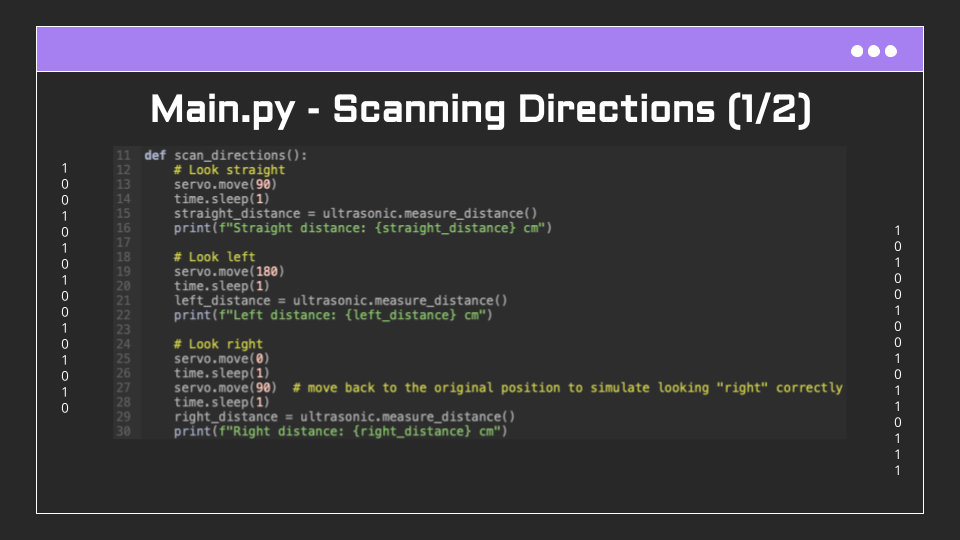 Main.py - Scanning Directions (1/2)
11 def scan_directions():
12     # Look straight
13     servo.move(90)
14     time.sleep(1)
15     straight_distance = ultrasonic.measure_distance()
16     print(f"Straight distance: {straight_distance} cm")
17
18     # Look left
19     servo.move(180)
20     time.sleep(1)
21     left_distance = ultrasonic.measure_distance()
22     print(f"Left distance: {left_distance} cm")
23
24     # Look right
25     servo.move(0)
26     time.sleep(1)
27     servo.move(90)  # move back to the original position to simulate looking "right" correctly
28     time.sleep(1)
29     right_distance = ultrasonic.measure_distance()
30     print(f"Right distance: {right_distance} cm")
1
0
0
1
0
1
0
1
0
0
1
0
1
0
1
0
1
0
1
0
0
1
0
0
1
0
1
1
0
1
1
1